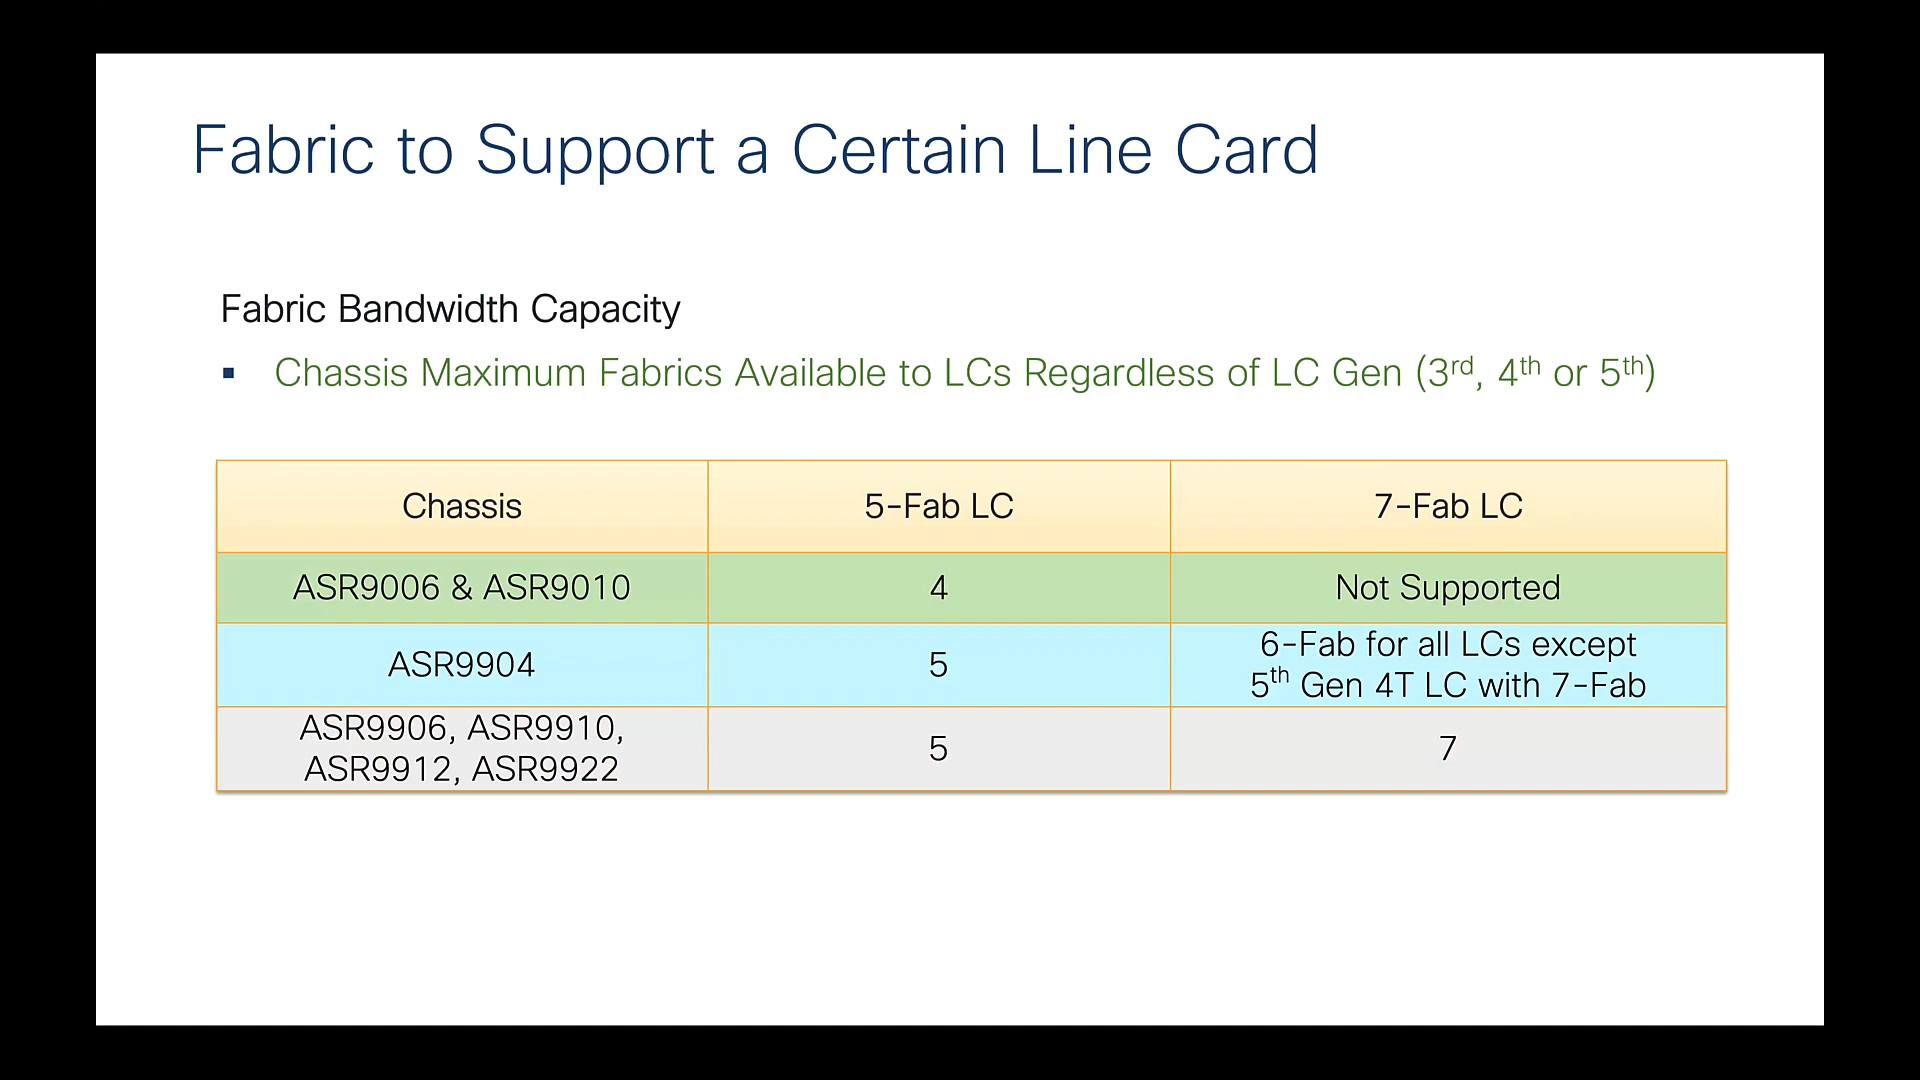 Fabric to Support a Certain Line Card
Fabric Bandwidth Capacity
▪ Chassis Maximum Fabrics Available to LCs Regardless of LC Gen (3rd, 4th or 5th)
Chassis 5-Fab LC 7-Fab LC
ASR9006 & ASR9010 4 Not Supported
ASR9904 5 6-Fab for all LCs except
5th Gen 4T LC with 7-Fab
ASR9906, ASR9910,
ASR9912, ASR9922 5 7